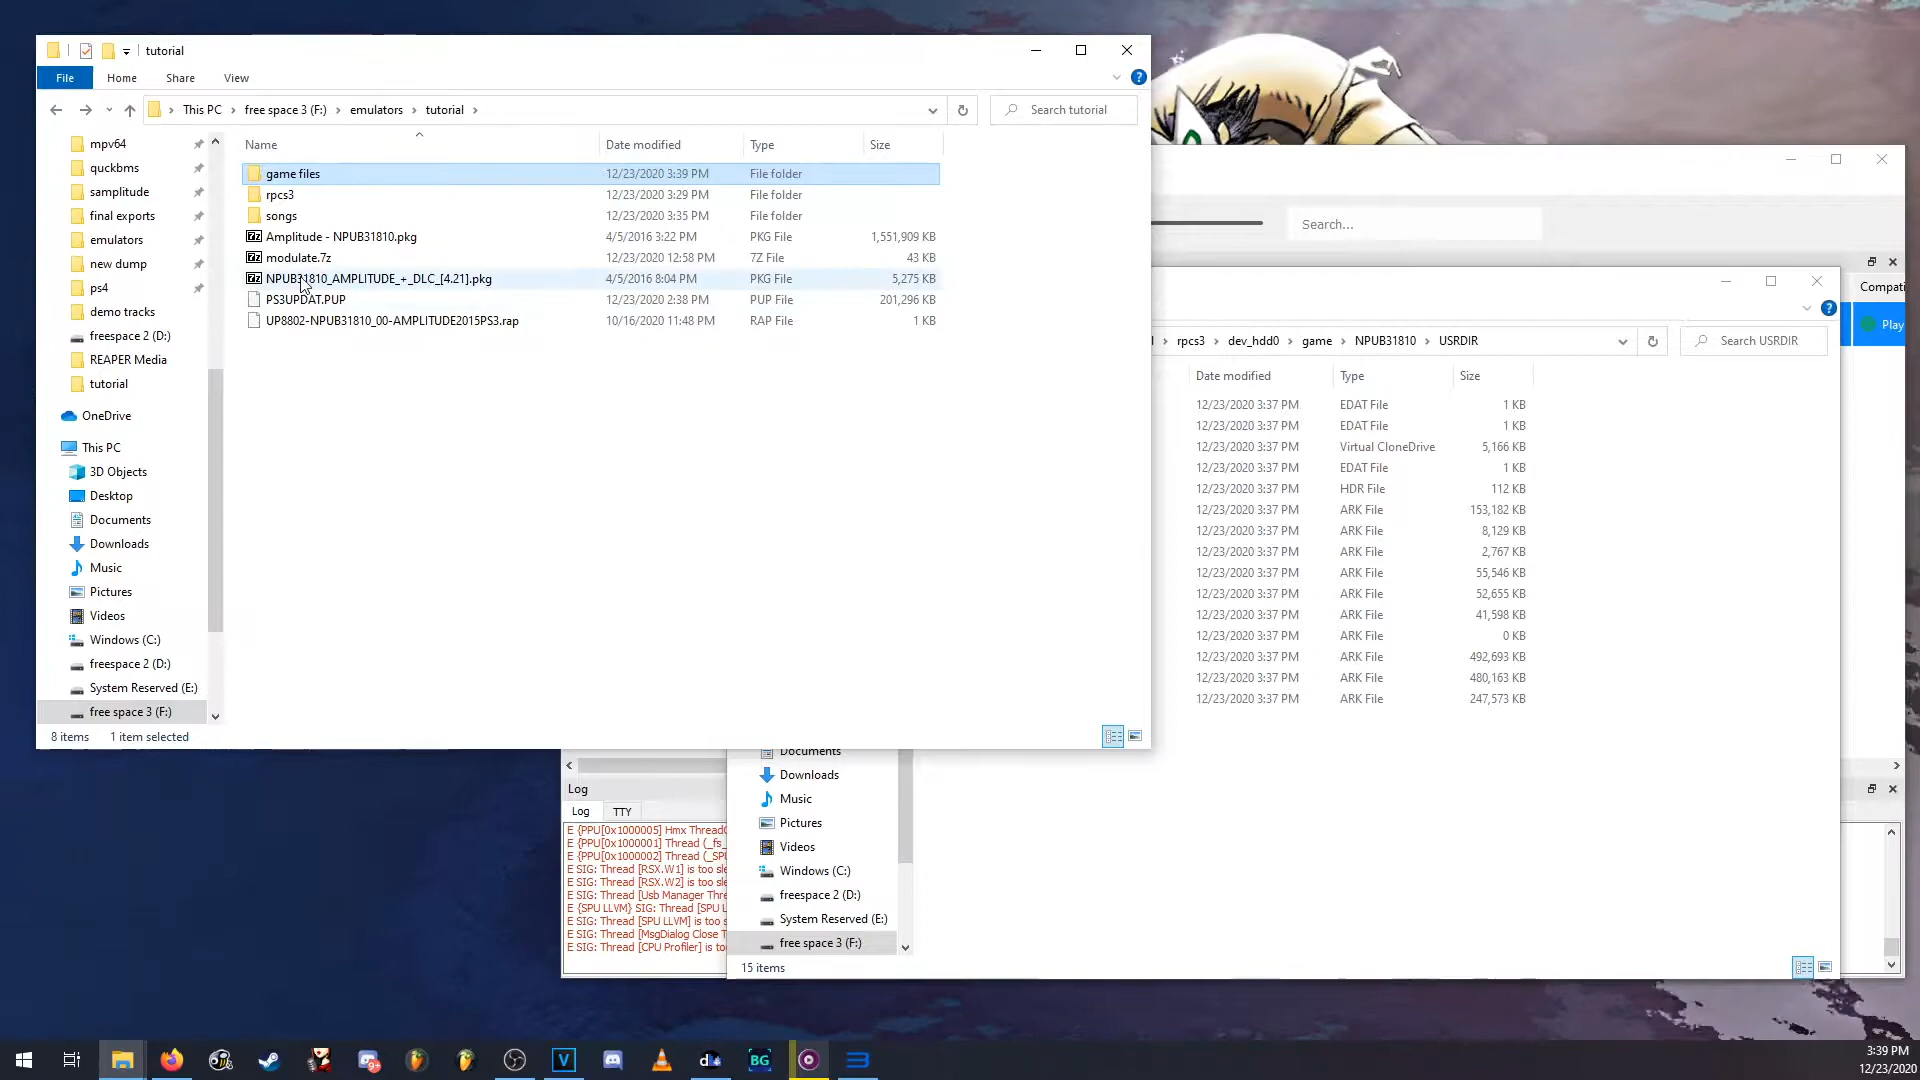 tutorial
File Home Share View
This PC free space 3 (F:) emulators tutorial
Search tutorial
Name Date modified Type Size
mpv64
quckbms
samplitude
final exports
emulators
new dump
ps4
demo tracks
freespace 2 (D:)
REAPER Media
tutorial
OneDrive
This PC
3D Objects
Desktop
Documents
Downloads
Music
Pictures
Videos
Windows (C:)
freespace 2 (D:)
System Reserved (E:)
free space 3 (F:)
game files 12/23/2020 3:39 PM File folder
rpcs3 12/23/2020 3:29 PM File folder
songs 12/23/2020 3:35 PM File folder
Amplitude - NPUB31810.pkg 4/5/2016 3:22 PM PKG File 1,551,909 KB
modulate.7z 12/23/2020 12:58 PM 7Z File 43 KB
NPUB31810_AMPLITUDE_+_DLC_[4.21].pkg 4/5/2016 8:04 PM PKG File 5,275 KB
PS3UPDAT.PUP 12/23/2020 2:38 PM PUP File 201,296 KB
UP8802-NPUB31810_00-AMPLITUDE2015PS3.rap 10/16/2020 11:48 PM RAP File 1 KB
8 items 1 item selected
Search...
Compati
Play
rpcs3 dev_hdd0 game NPUB31810 USRDIR
Search USRDIR
Date modified Type Size
12/23/2020 3:37 PM EDAT File 1 KB
12/23/2020 3:37 PM EDAT File 1 KB
12/23/2020 3:37 PM Virtual CloneDrive 5,166 KB
12/23/2020 3:37 PM EDAT File 1 KB
12/23/2020 3:37 PM HDR File 112 KB
12/23/2020 3:37 PM ARK File 153,182 KB
12/23/2020 3:37 PM ARK File 8,129 KB
12/23/2020 3:37 PM ARK File 2,767 KB
12/23/2020 3:37 PM ARK File 55,546 KB
12/23/2020 3:37 PM ARK File 52,655 KB
12/23/2020 3:37 PM ARK File 41,598 KB
12/23/2020 3:37 PM ARK File 0 KB
12/23/2020 3:37 PM ARK File 492,693 KB
12/23/2020 3:37 PM ARK File 480,163 KB
12/23/2020 3:37 PM ARK File 247,573 KB
Documents
Downloads
Music
Pictures
Videos
Windows (C:)
freespace 2 (D:)
System Reserved (E:)
free space 3 (F:)
15 items
Log
Log TTY
E {PPU[0x1000005] Hmx Thread
E {PPU[0x1000001] Thread (_fs_
E {PPU[0x1000002] Thread (_SPU
E SIG: Thread [RSX.W1] is too sle
E SIG: Thread [RSX.W2] is too sle
E SIG: Thread [Usb Manager Thre
E {SPU LLVM} SIG: Thread [SPU L
E SIG: Thread [SPU LLVM] is too s
E SIG: Thread [MsgDialog Close T
E SIG: Thread [CPU Profiler] is to
BG
3:39 PM
12/23/2020